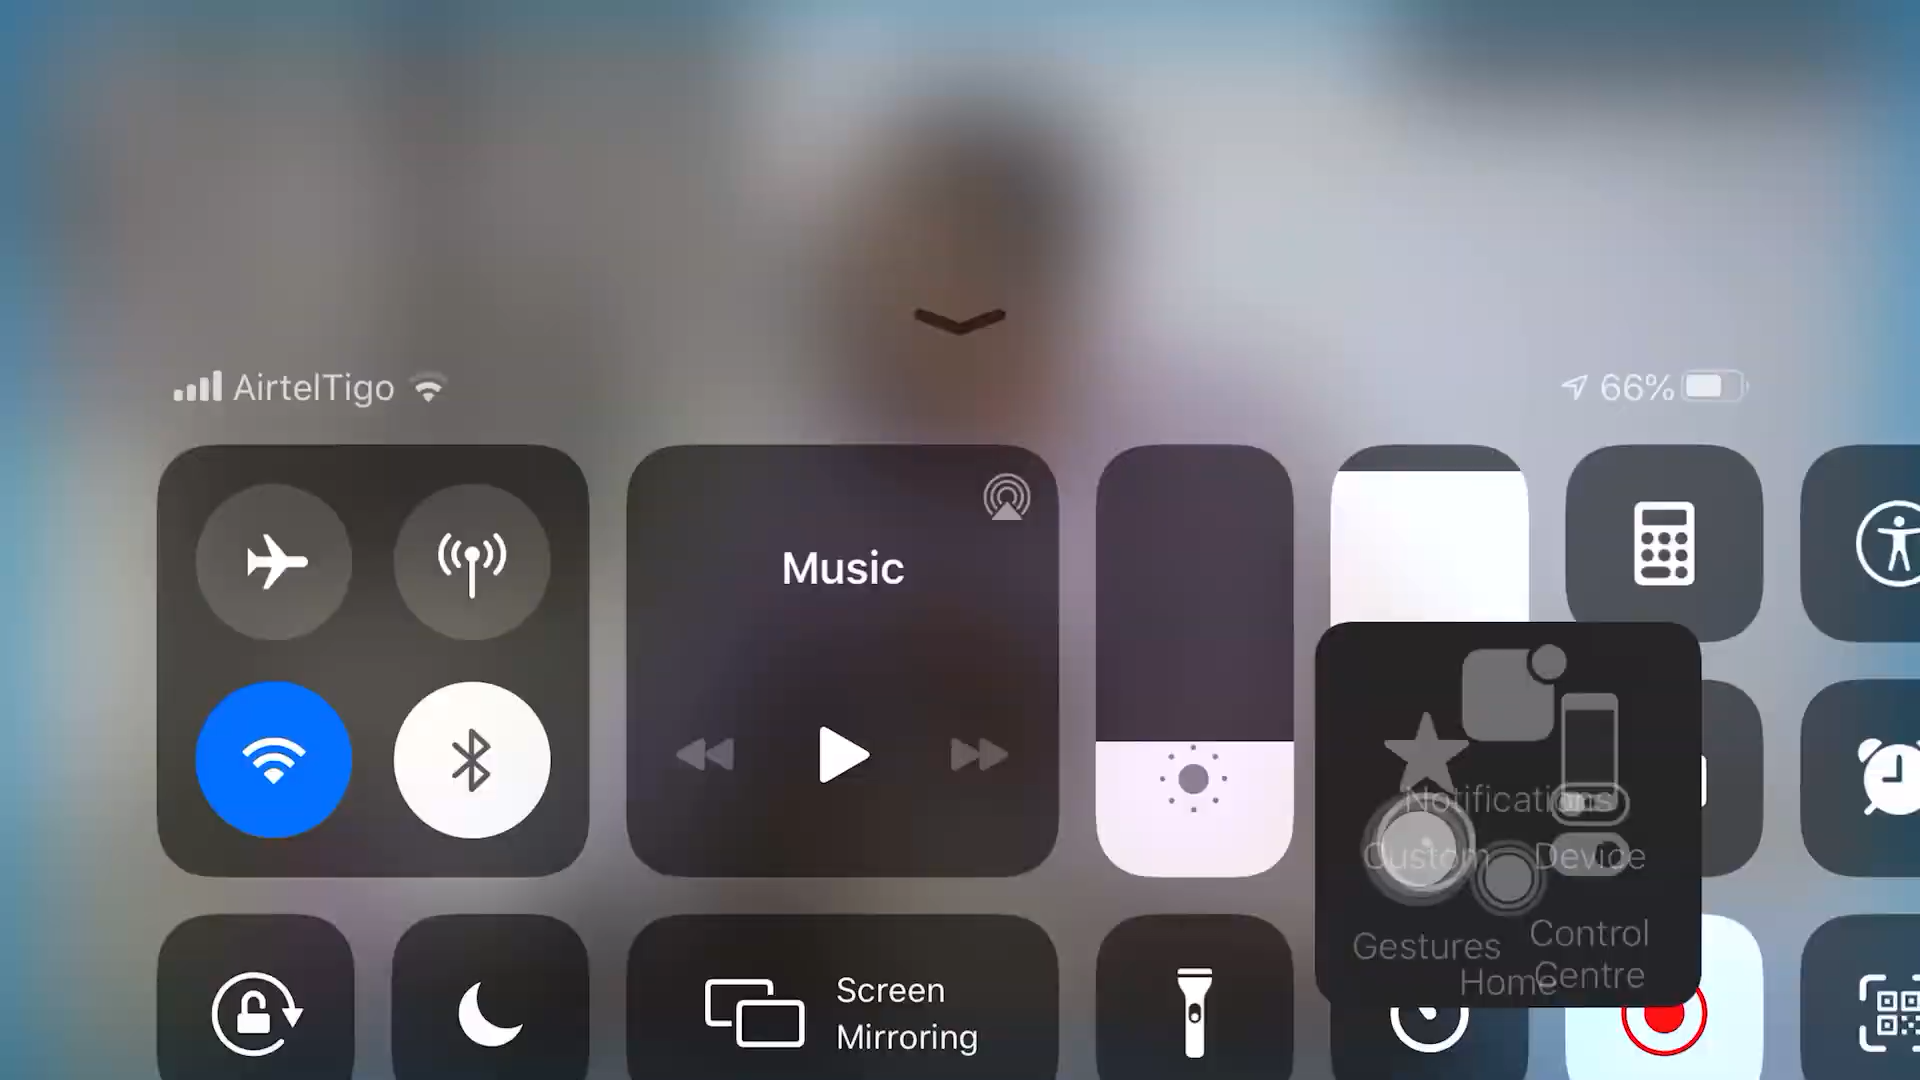 AirtelTigo
66%
Music
Notifications
Custom
Device
Gestures
Control
Centre
Home
Screen
Mirroring